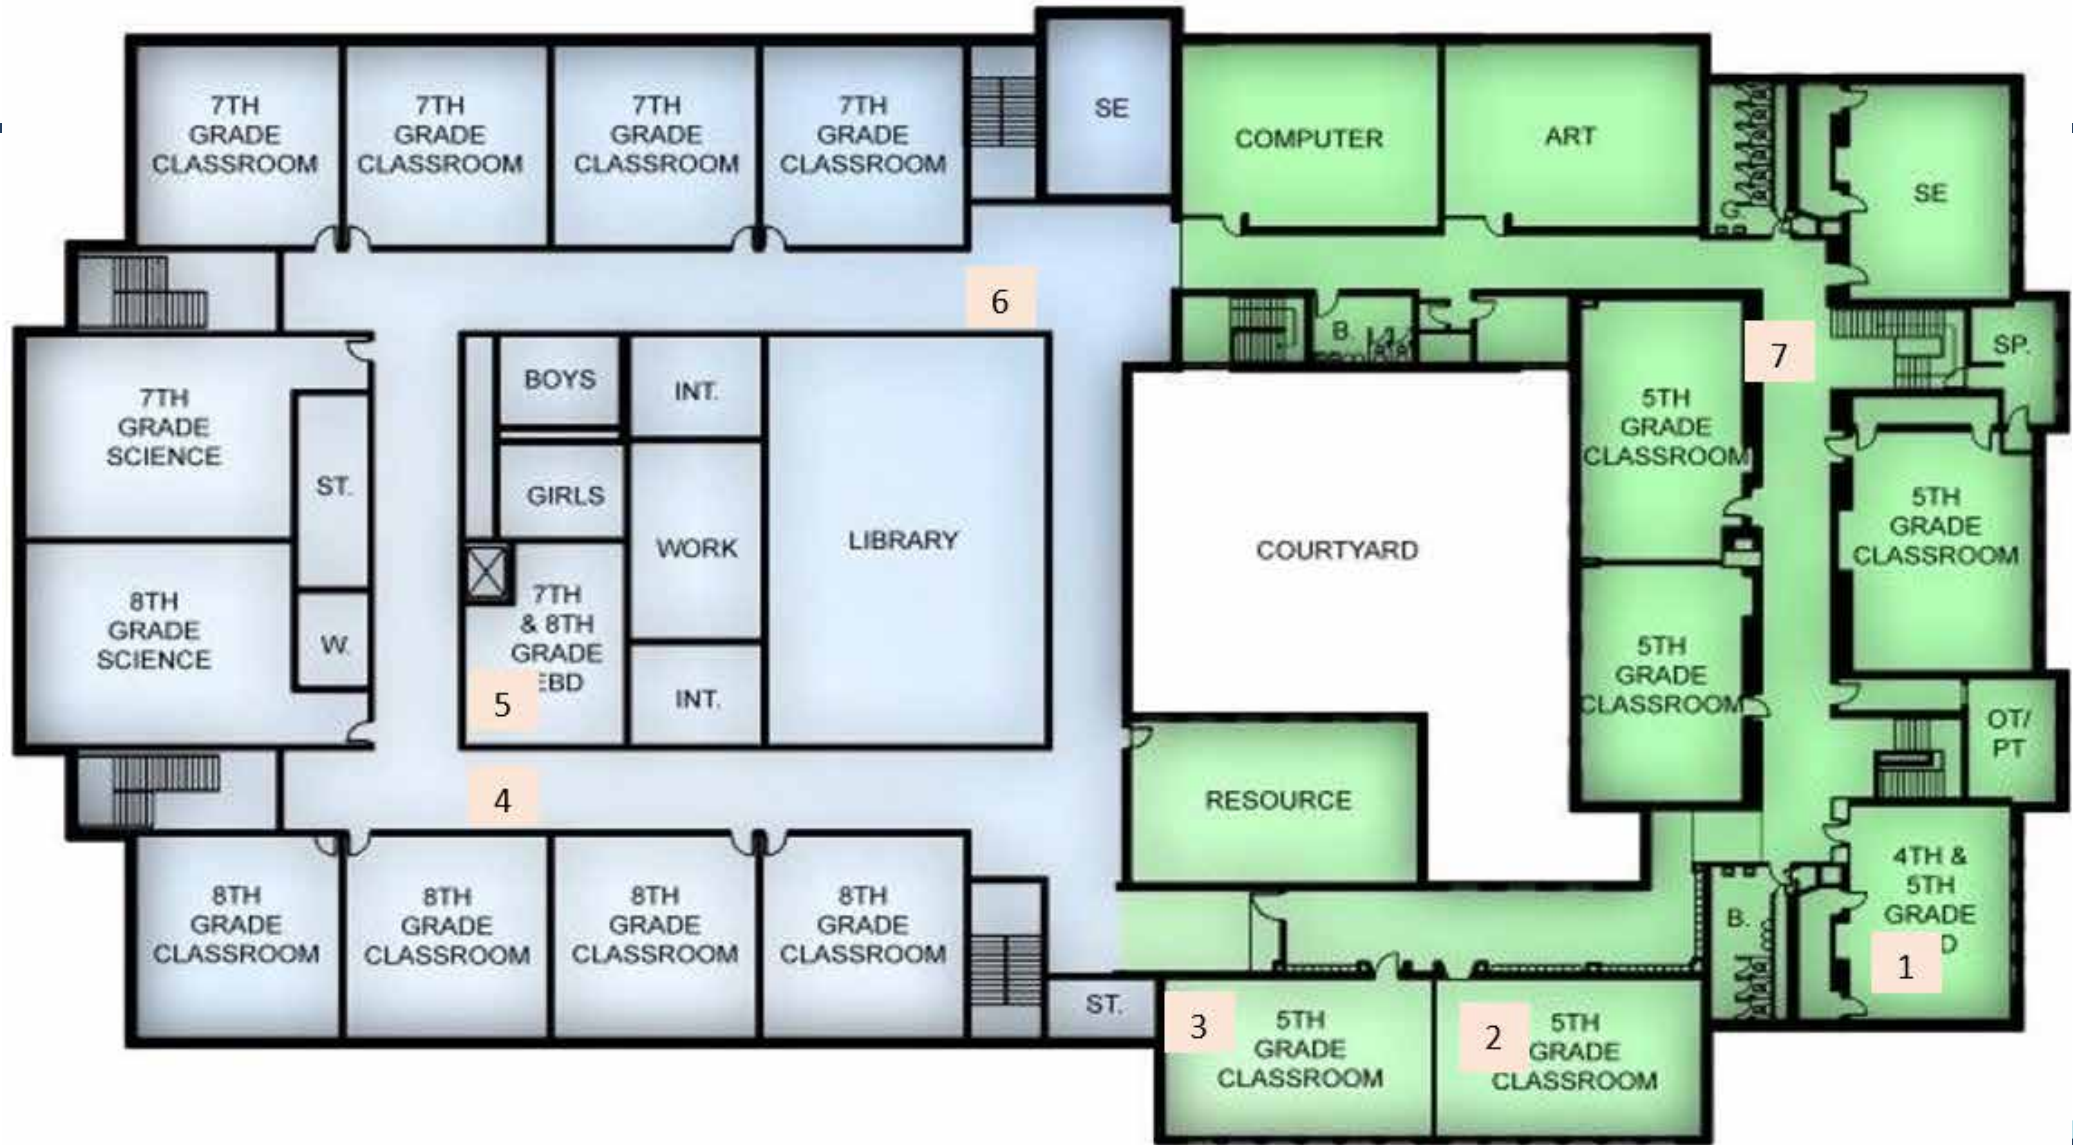 7TH
GRADE
CLASSROOM
7TH
GRADE
CLASSROOM
7TH
GRADE
CLASSROOM
7TH
GRADE
CLASSROOM
SE
COMPUTER
ART
G
SE
6
B.
7
SP.
7TH
GRADE
SCIENCE
ST.
BOYS
INT.
GIRLS
WORK
LIBRARY
COURTYARD
5TH
GRADE
CLASSROOM
5TH
GRADE
CLASSROOM
8TH
GRADE
SCIENCE
W.
7TH
& 8TH
GRADE
EBD
5
INT.
5TH
GRADE
CLASSROOM
OT/
PT
4
RESOURCE
8TH
GRADE
CLASSROOM
8TH
GRADE
CLASSROOM
8TH
GRADE
CLASSROOM
8TH
GRADE
CLASSROOM
B.
4TH &
5TH
GRADE
D
1
ST.
3
5TH
GRADE
CLASSROOM
2
5TH
GRADE
CLASSROOM